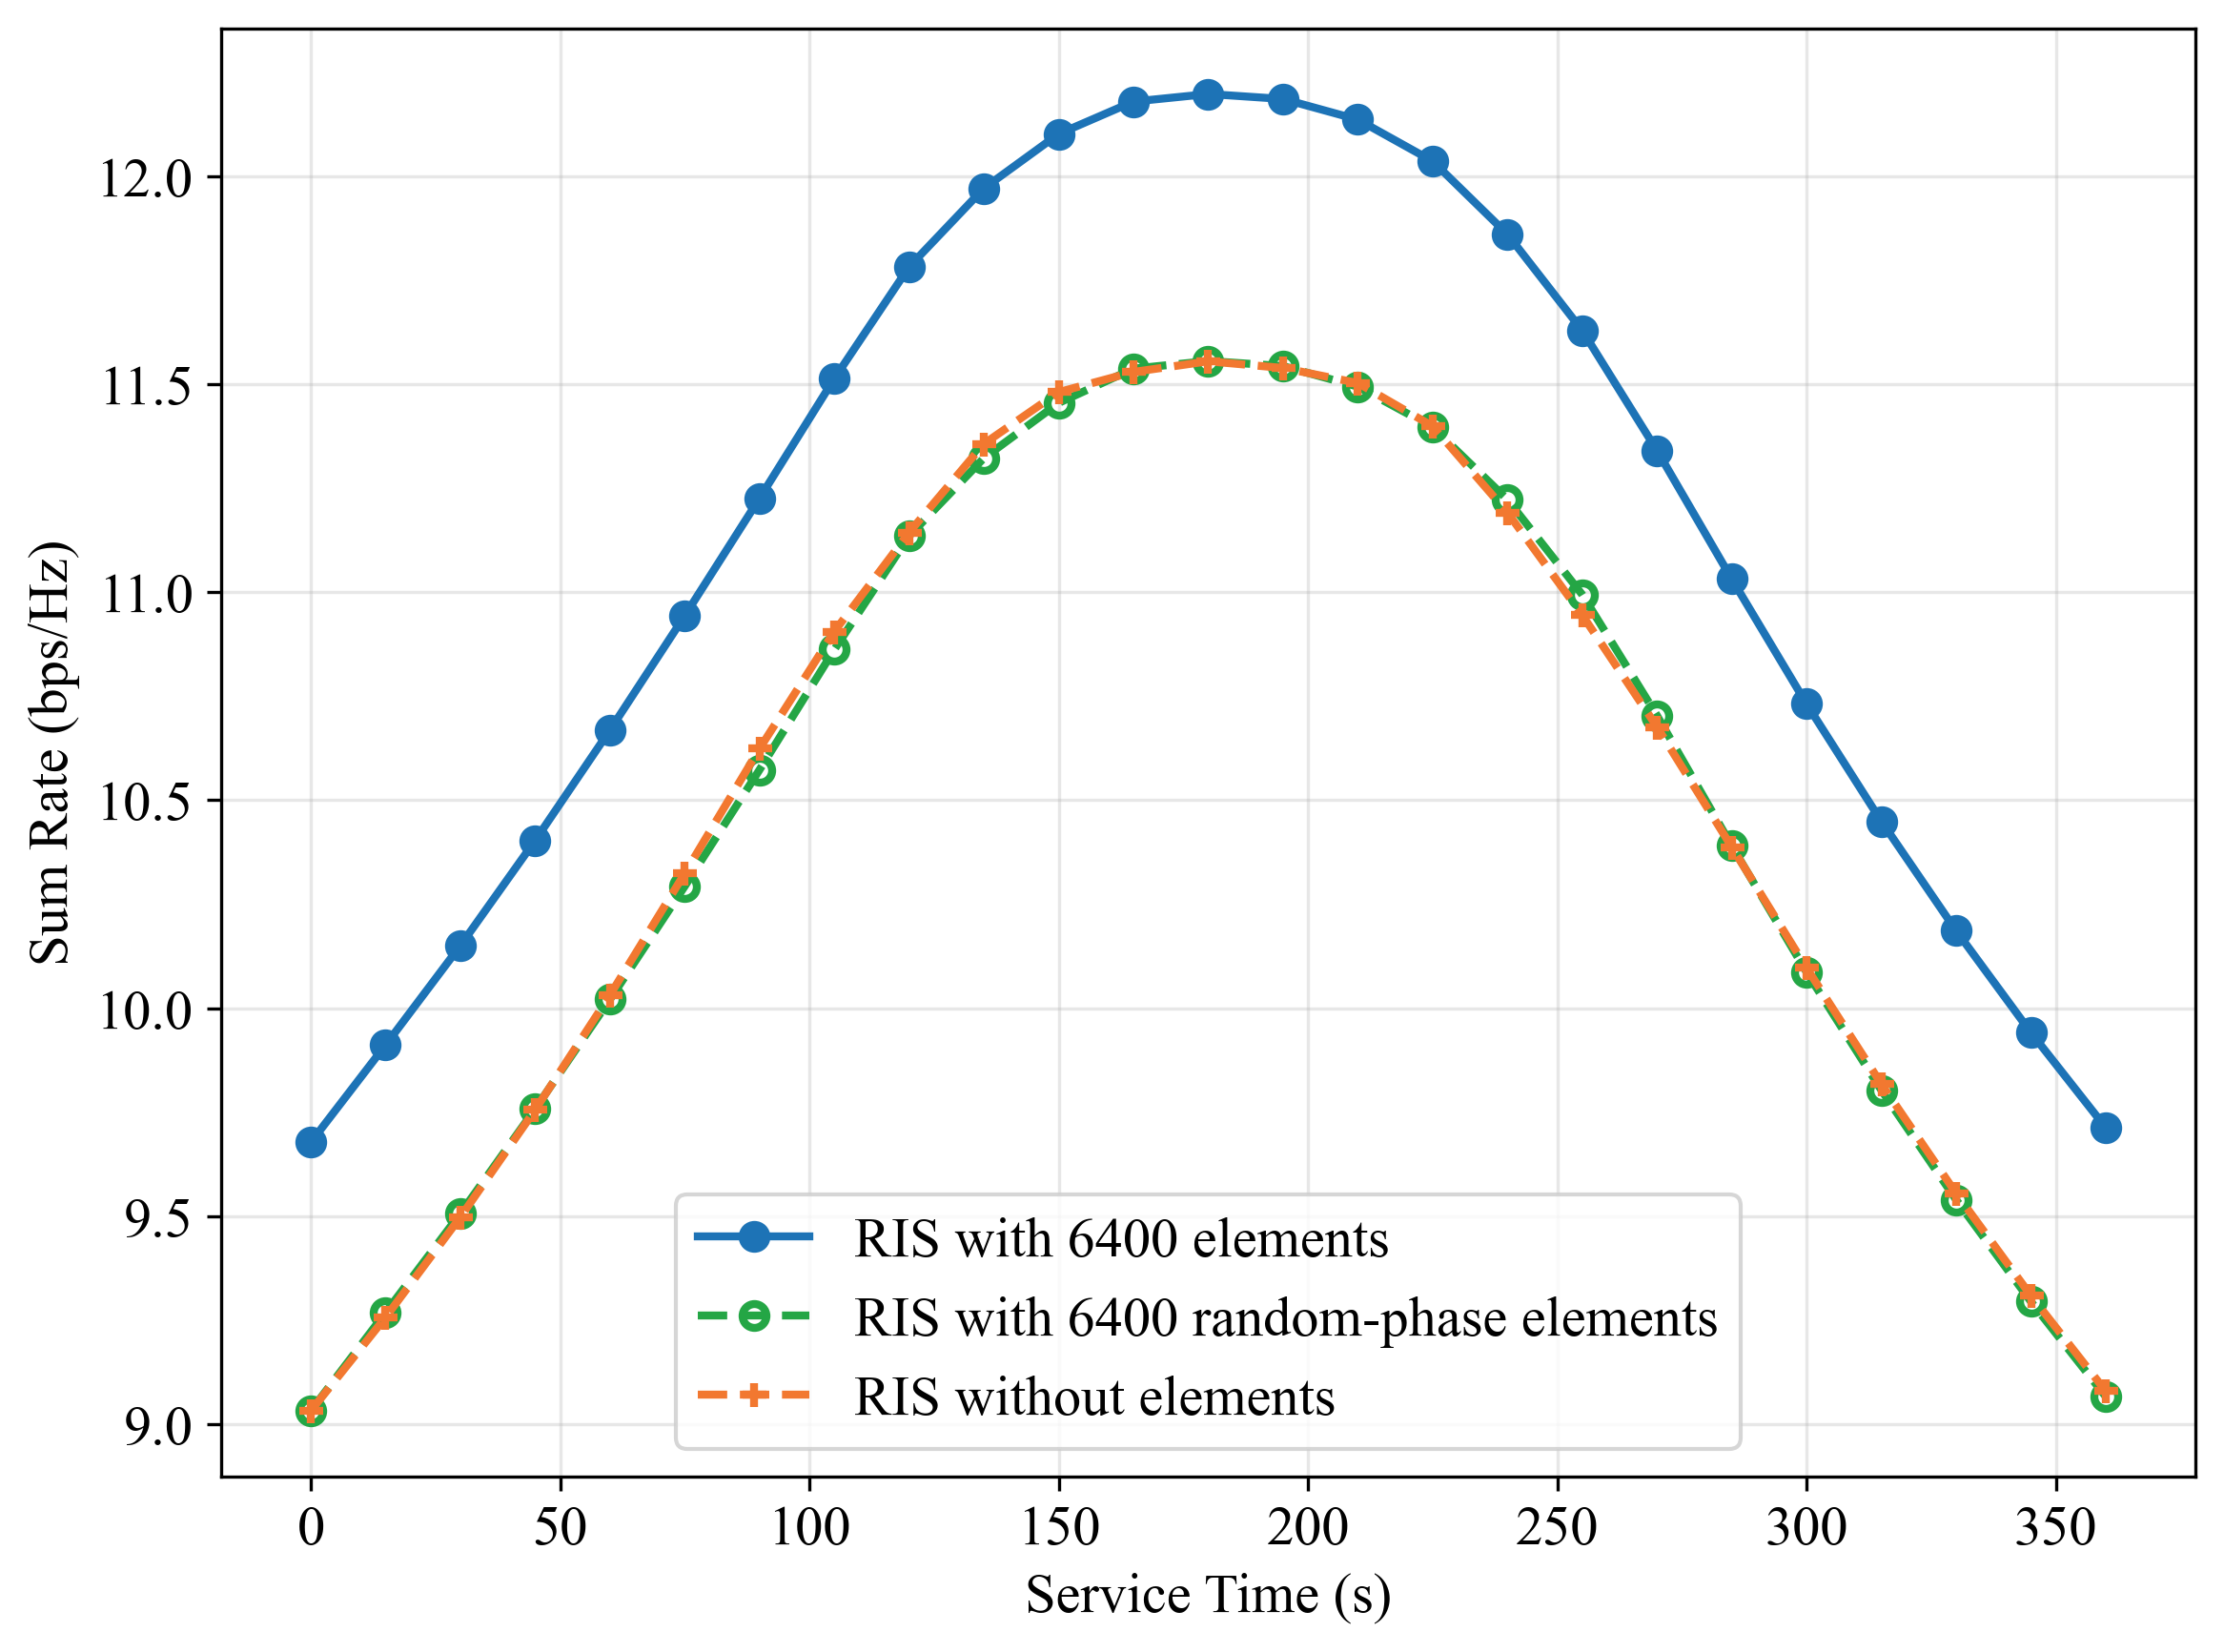 Sum Rate (bps/Hz)
12.0
11.5
11.0
10.5
10.0
9.5
9.0
RIS with 6400 elements
RIS with 6400 random-phase elements
RIS without elements
0 50 100 150 200 250 300 350
Service Time (s)